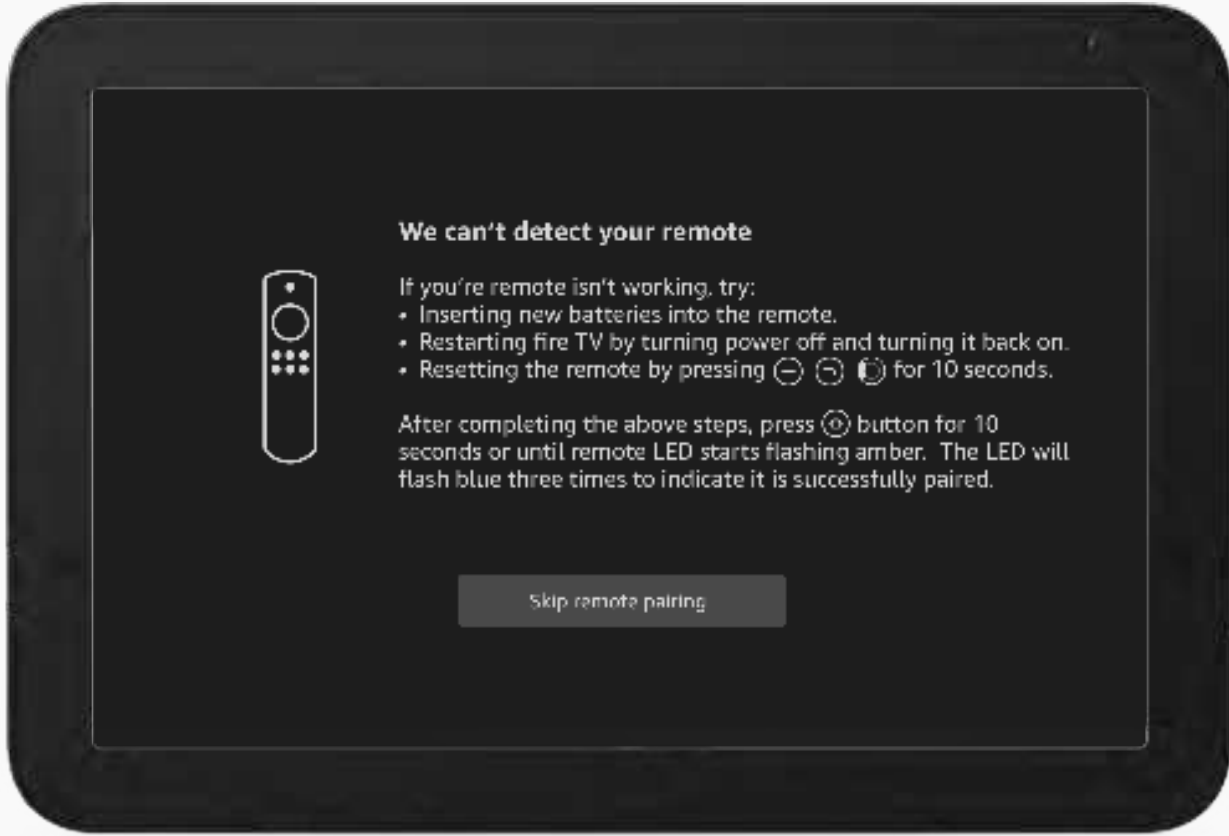 We can't detect your remote
If you're remote isn't working, try:
• Inserting new batteries into the remote.
• Restarting fire TV by turning power off and turning it back on.
• Resetting the remote by pressing for 10 seconds.
After completing the above steps, press button for 10
seconds or until remote LED starts flashing amber. The LED will
flash blue three times to indicate it is successfully paired.
Skip remote pairing